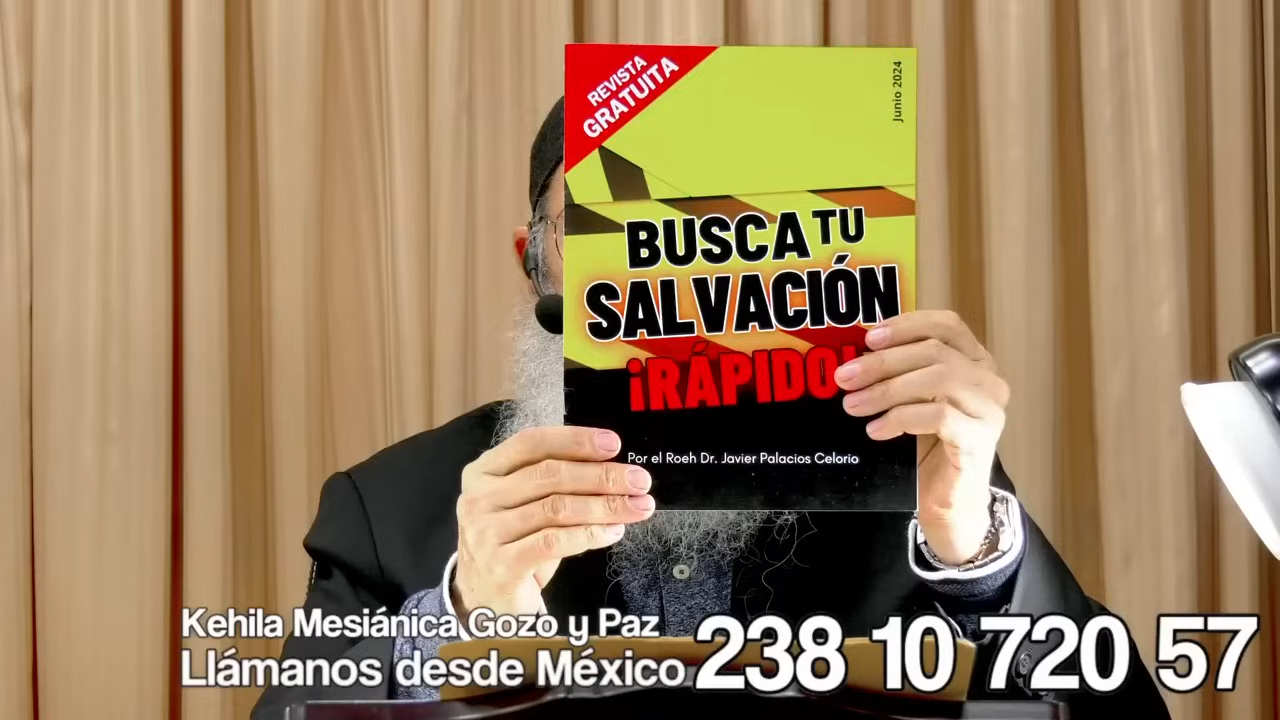 REVISTA
GRATUITA
Junio 2024
BUSCA TU
SALVACIÓN
¡RÁPIDO!
Por el Roeh Dr. Javier Palacios Celorio
Kehila Mesiánica Gozo y Paz
Llámanos desde México 238 10 720 57